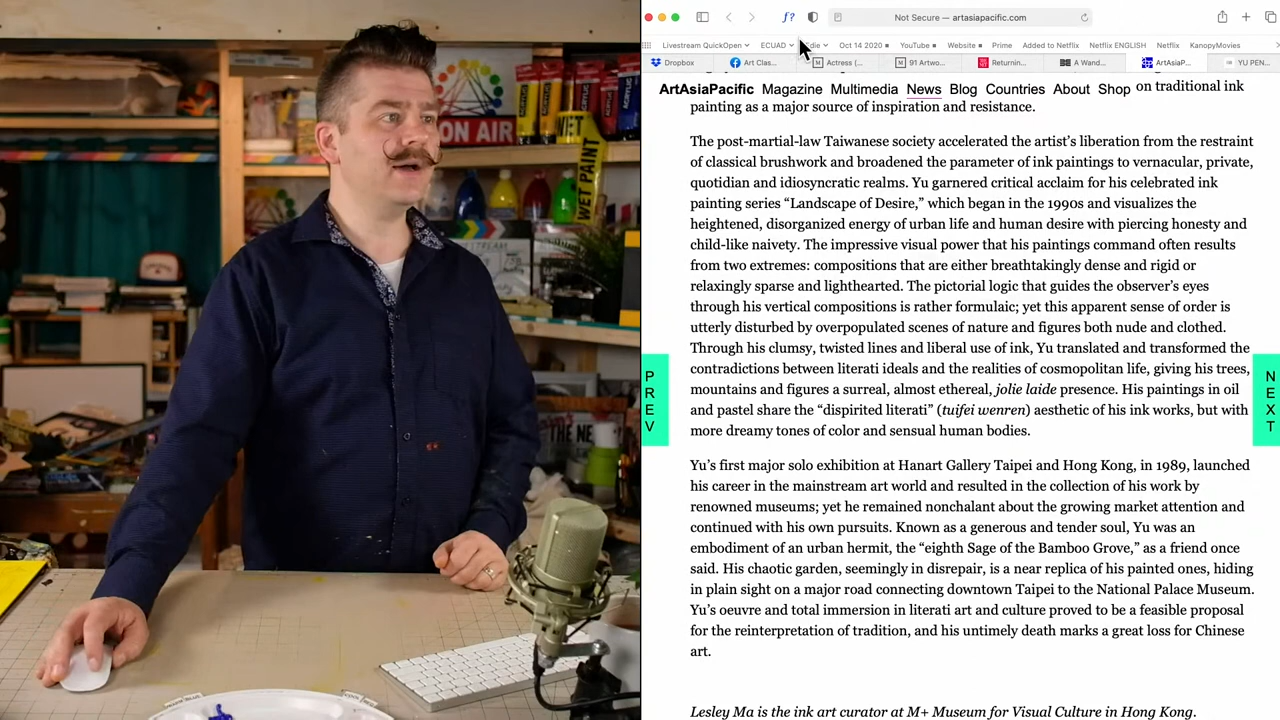 ON AIR
WET
WET PAINT
ACRYLIC
THE NE
Not Secure — artasiapacific.com
Livestream QuickOpen
ECUAD
Oct 14 2020
YouTube
Website
Prime
Added to Netflix
Netflix ENGLISH
Netflix
KanopyMovies
Dropbox
Art Clas...
Actress (...
91 Artwo...
Returnin...
A Wand...
ArtAsiaP...
YU PEN...
ArtAsiaPacific Magazine Multimedia News Blog Countries About Shop on traditional ink
painting as a major source of inspiration and resistance.
The post-martial-law Taiwanese society accelerated the artist’s liberation from the restraint
of classical brushwork and broadened the parameter of ink paintings to vernacular, private,
quotidian and idiosyncratic realms. Yu garnered critical acclaim for his celebrated ink
painting series “Landscape of Desire,” which began in the 1990s and visualizes the
heightened, disorganized energy of urban life and human desire with piercing honesty and
child-like naivety. The impressive visual power that his paintings command often results
from two extremes: compositions that are either breathtakingly dense and rigid or
relaxingly sparse and lighthearted. The pictorial logic that guides the observer’s eyes
through his vertical compositions is rather formulaic; yet this apparent sense of order is
utterly disturbed by overpopulated scenes of nature and figures both nude and clothed.
Through his clumsy, twisted lines and liberal use of ink, Yu translated and transformed the
contradictions between literati ideals and the realities of cosmopolitan life, giving his trees,
mountains and figures a surreal, almost ethereal, jolie laide presence. His paintings in oil
and pastel share the “dispirited literati” (tuifei wenren) aesthetic of his ink works, but with
more dreamy tones of color and sensual human bodies.
Yu’s first major solo exhibition at Hanart Gallery Taipei and Hong Kong, in 1989, launched
his career in the mainstream art world and resulted in the collection of his work by
renowned museums; yet he remained nonchalant about the growing market attention and
continued with his own pursuits. Known as a generous and tender soul, Yu was an
embodiment of an urban hermit, the “eighth Sage of the Bamboo Grove,” as a friend once
said. His chaotic garden, seemingly in disrepair, is a near replica of his painted ones, hiding
in plain sight on a major road connecting downtown Taipei to the National Palace Museum.
Yu’s oeuvre and total immersion in literati art and culture proved to be a feasible proposal
for the reinterpretation of tradition, and his untimely death marks a great loss for Chinese
art.
Lesley Ma is the ink art curator at M+ Museum for Visual Culture in Hong Kong.
PREV
NEXT